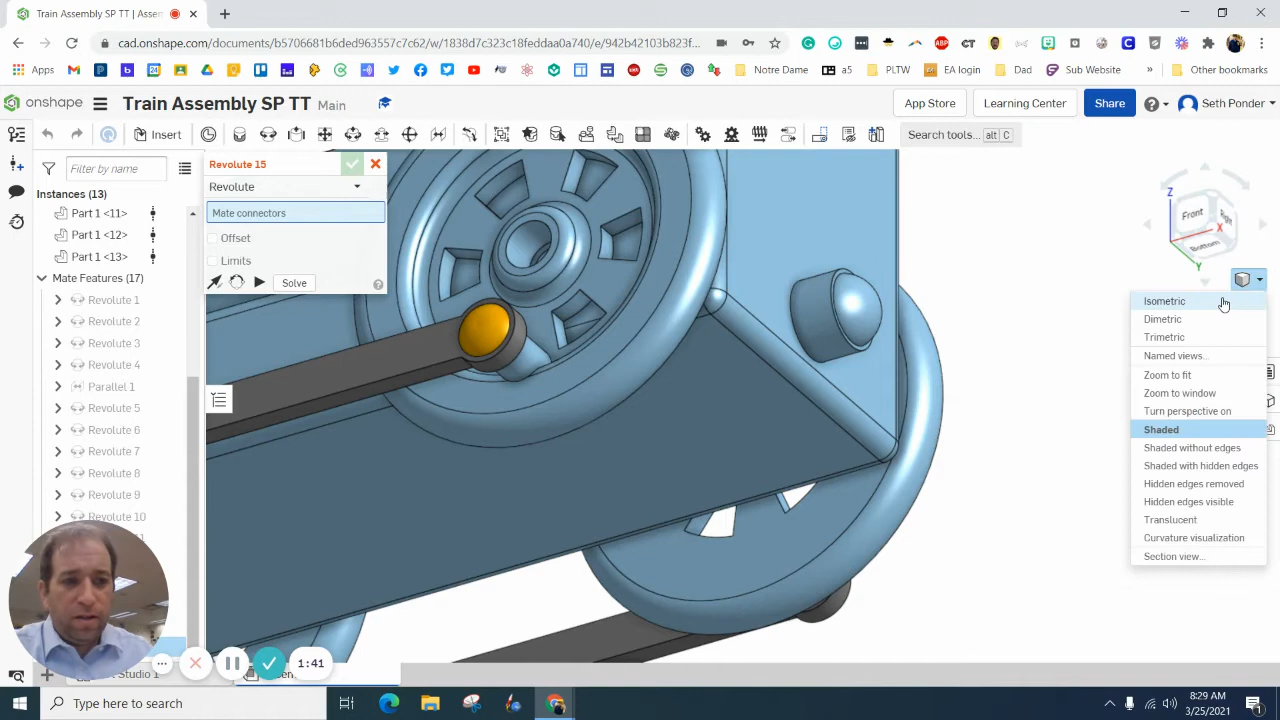 Train Assembly SP TT | Assem
cad.onshape.com/documents/b5706681b6ded963557c7c62/w/1838d7c323c18feddaa0a740/e/942b42103b823f...
Apps
Notre Dame
a5
PLTW
EA login
Dad
Sub Website
»
Other bookmarks
onshape
Train Assembly SP TT
Main
App Store
Learning Center
Share
Seth Ponder
Insert
Search tools...
alt
C
Filter by name
Instances (13)
Part 1 <11>
Part 1 <12>
Part 1 <13>
Mate Features (17)
Revolute 1
Revolute 2
Revolute 3
Revolute 4
Parallel 1
Revolute 5
Revolute 6
Revolute 7
Revolute 8
Revolute 9
Revolute 10
Revolute 15
Revolute
Mate connectors
Offset
Limits
Solve
Z
Front
Right
X
Bottom
Y
Isometric
Dimetric
Trimetric
Named views...
Zoom to fit
Zoom to window
Turn perspective on
Shaded
Shaded without edges
Shaded with hidden edges
Hidden edges removed
Hidden edges visible
Translucent
Curvature visualization
Section view...
1:41
Type here to search
8:29 AM
3/25/2021